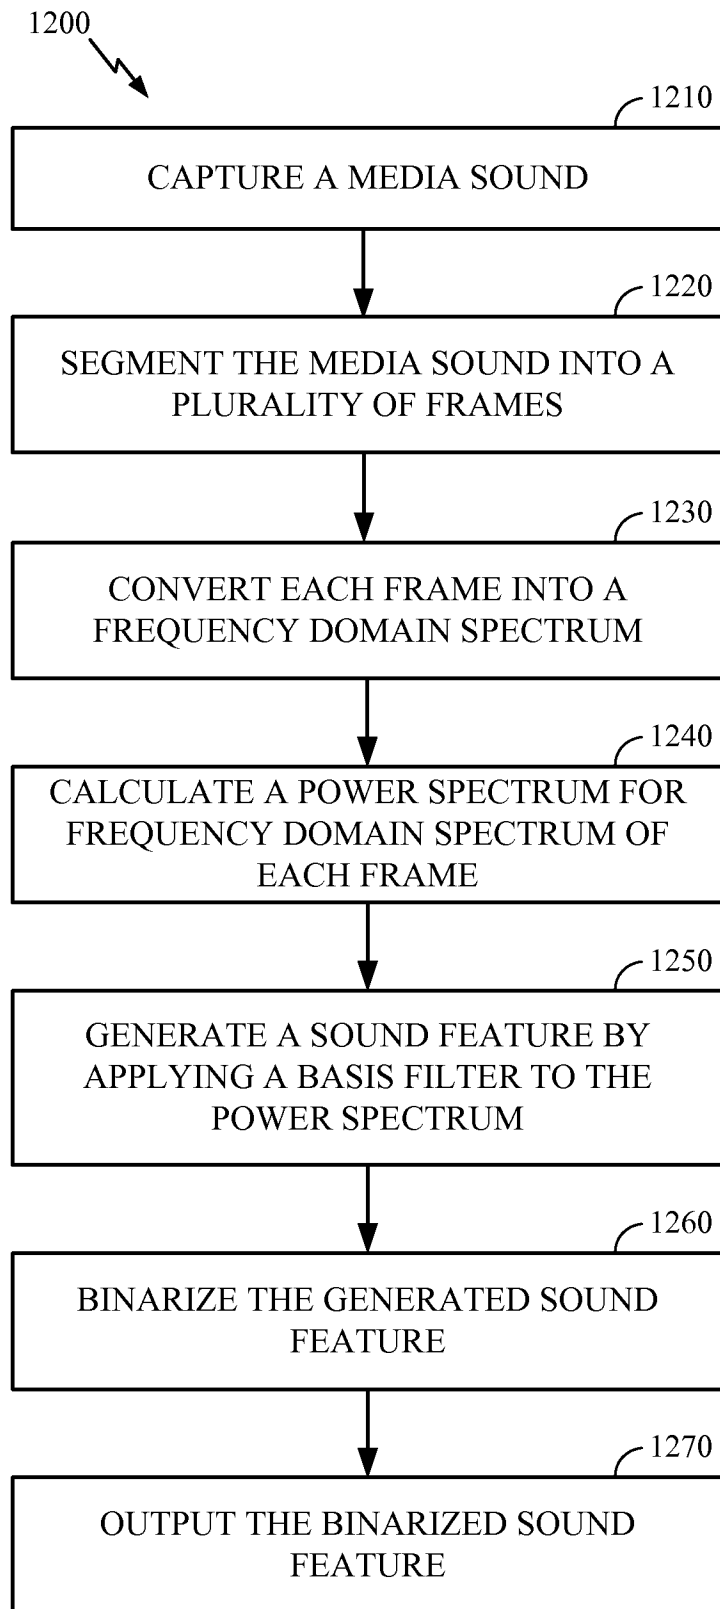 1200
1210
CAPTURE A MEDIA SOUND
1220
SEGMENT THE MEDIA SOUND INTO A
PLURALITY OF FRAMES
1230
CONVERT EACH FRAME INTO A
FREQUENCY DOMAIN SPECTRUM
1240
CALCULATE A POWER SPECTRUM FOR
FREQUENCY DOMAIN SPECTRUM OF
EACH FRAME
1250
GENERATE A SOUND FEATURE BY
APPLYING A BASIS FILTER TO THE
POWER SPECTRUM
1260
BINARIZE THE GENERATED SOUND
FEATURE
1270
OUTPUT THE BINARIZED SOUND
FEATURE